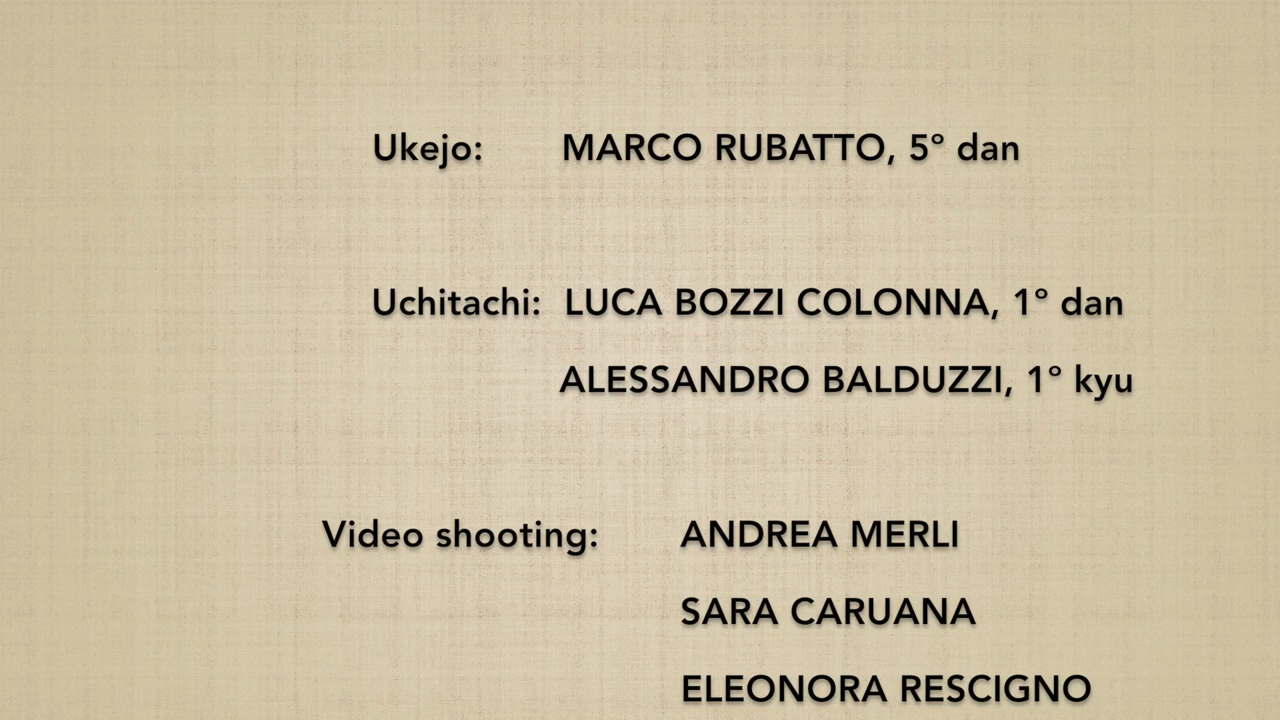 Ukejo: MARCO RUBATTO, 5° dan
Uchitachi: LUCA BOZZI COLONNA, 1° dan
ALESSANDRO BALDUZZI, 1° kyu
Video shooting: ANDREA MERLI
SARA CARUANA
ELEONORA RESCIGNO